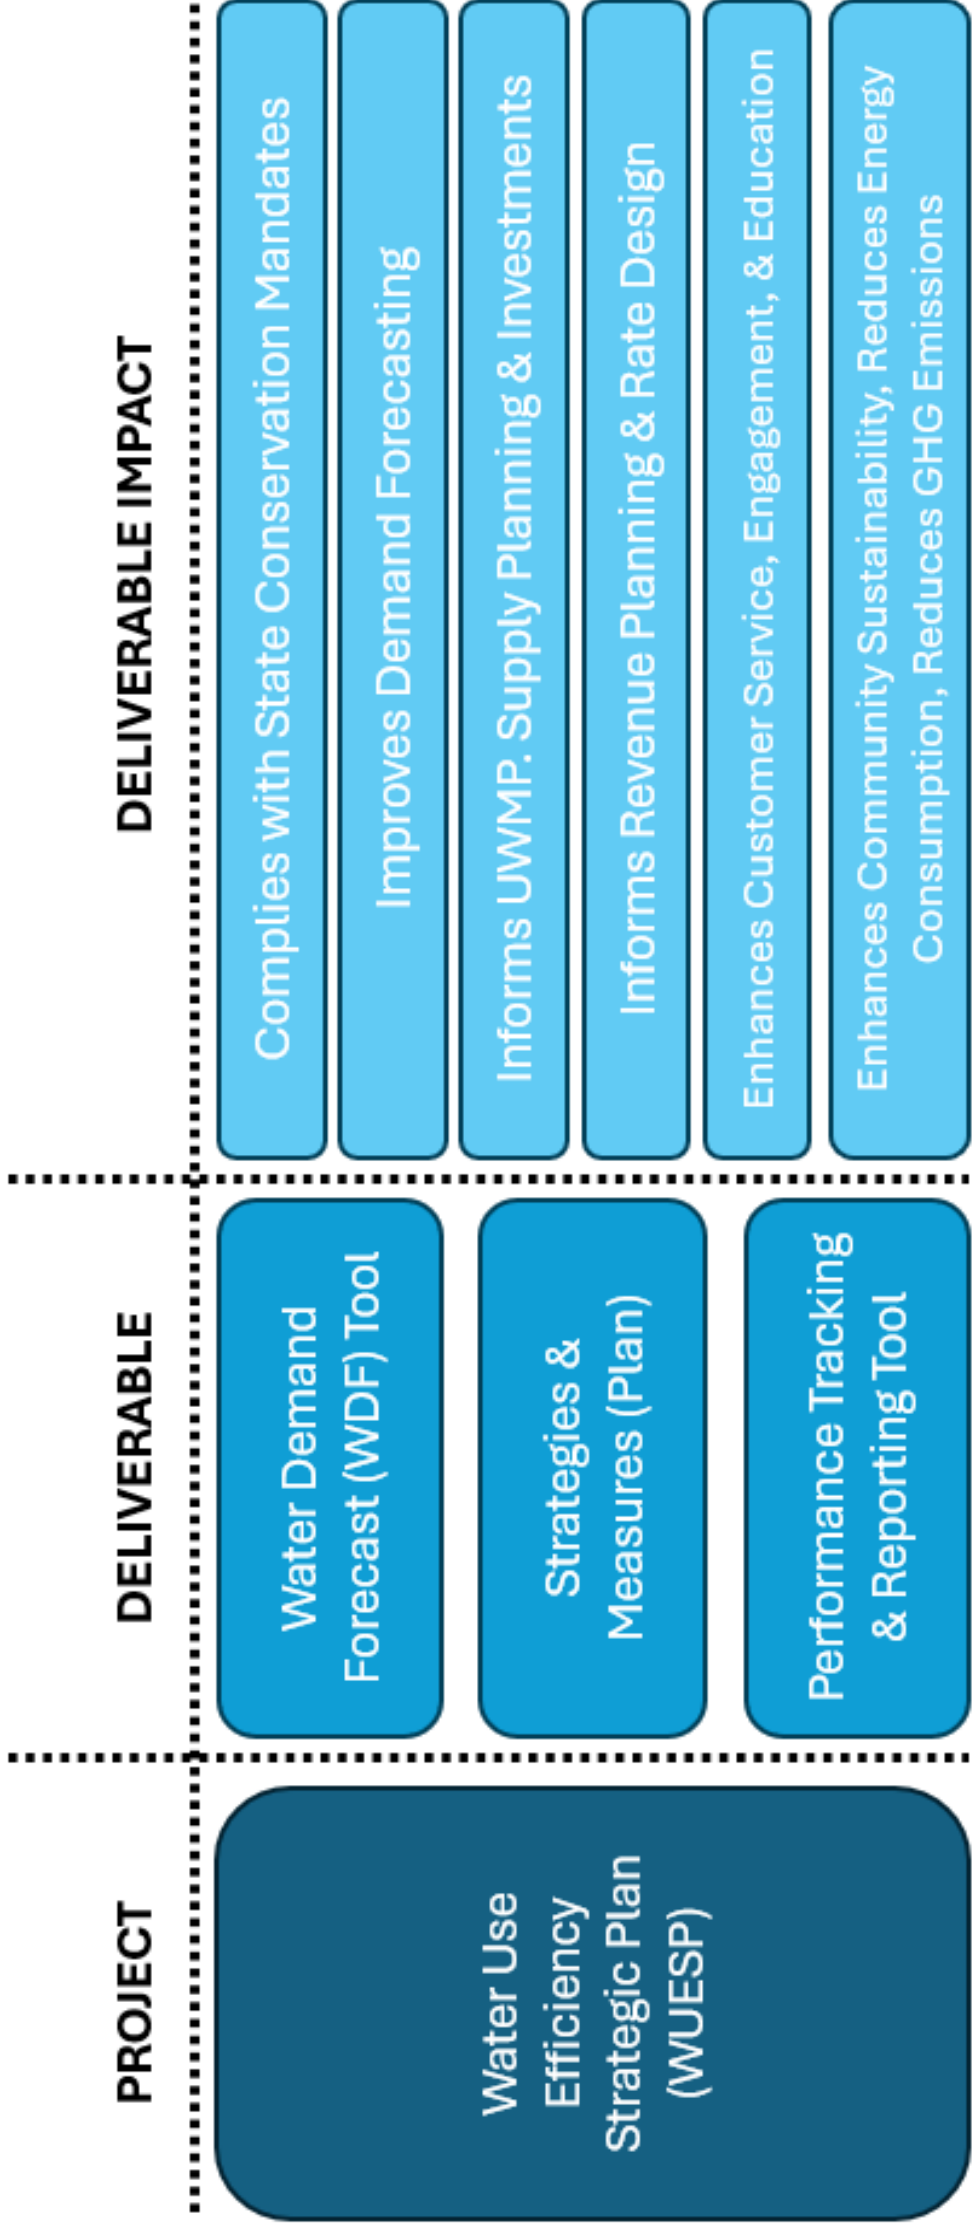 PROJECT
DELIVERABLE
DELIVERABLE IMPACT
Water Use
Efficiency
Strategic Plan
(WUESP)
Water Demand
Forecast (WDF) Tool
Strategies &
Measures (Plan)
Performance Tracking
& Reporting Tool
Complies with State Conservation Mandates
Improves Demand Forecasting
Informs UWMP. Supply Planning & Investments
Informs Revenue Planning & Rate Design
Enhances Customer Service, Engagement, & Education
Enhances Community Sustainability, Reduces Energy
Consumption, Reduces GHG Emissions